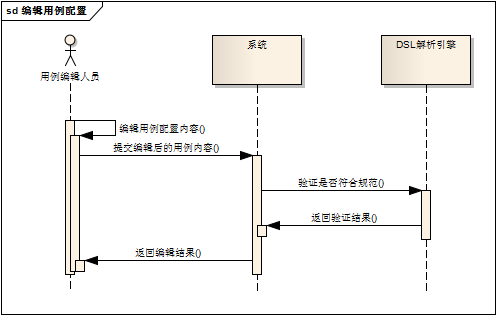 sd 编辑用例配置
用例编辑人员
系统
DSL解析引擎
编辑用例配置内容()
提交编辑后的用例内容()
验证是否符合规范()
返回验证结果()
返回编辑结果()